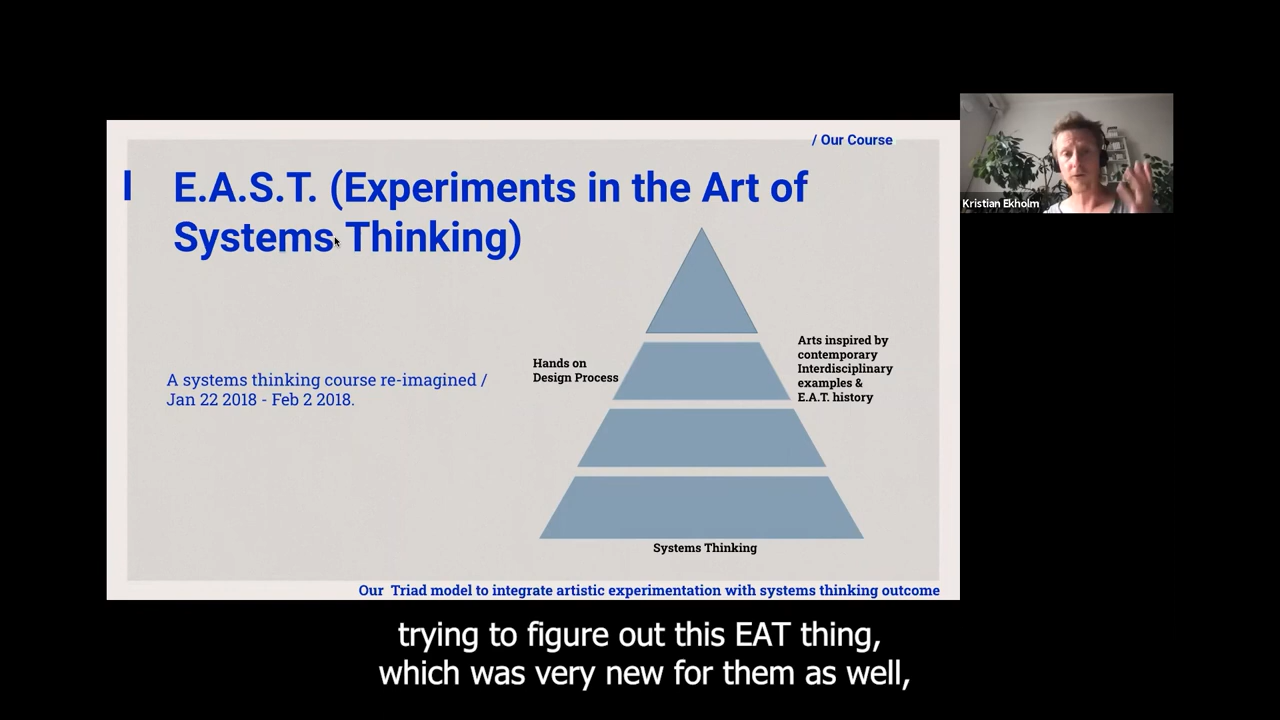 / Our Course
I
E.A.S.T. (Experiments in the Art of
Systems Thinking)
Kristian Ekholm
A systems thinking course re-imagined /
Jan 22 2018 - Feb 2 2018.
Hands on
Design Process
Arts inspired by
contemporary
Interdisciplinary
examples &
E.A.T. history
Systems Thinking
Our Triad model to integrate artistic experimentation with systems thinking outcome
trying to figure out this EAT thing,
which was very new for them as well,